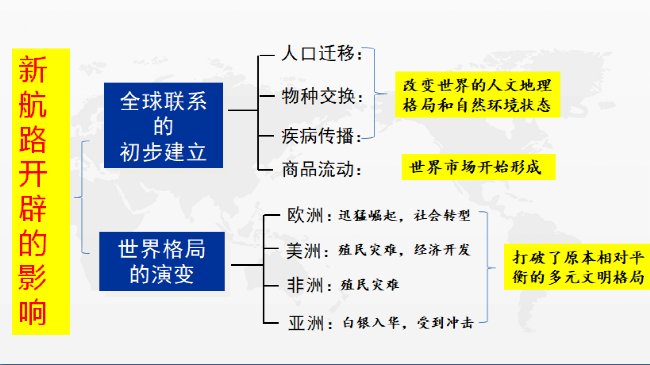 新航路开辟的影响
全球联系
的
初步建立
人口迁移：
物种交换：
疾病传播：
商品流动：
改变世界的人文地理
格局和自然环境状态
世界市场开始形成
世界格局
的演变
欧洲：迅猛崛起，社会转型
美洲：殖民灾难，经济开发
非洲：殖民灾难
亚洲：白银入华，受到冲击
打破了原本相对平
衡的多元文明格局